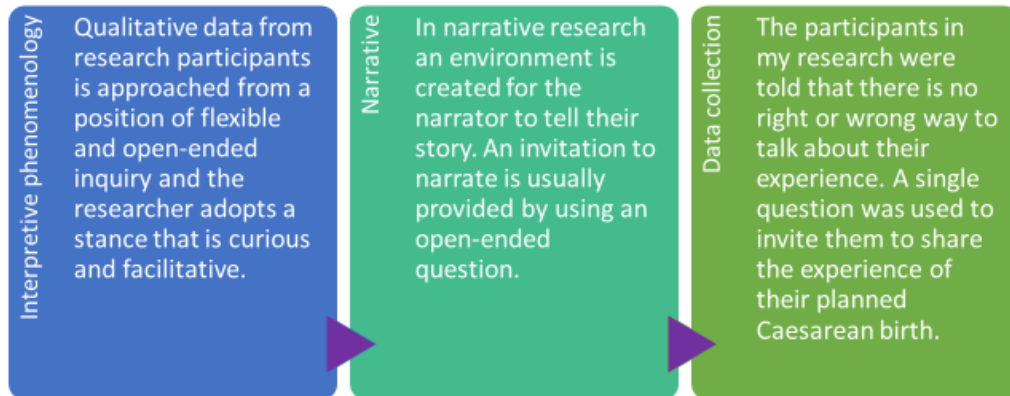 Interpretive phenomenology
Qualitative data from
research participants
is approached from a
position of flexible
and open-ended
inquiry and the
researcher adopts a
stance that is curious
and facilitative.
Narrative
In narrative research
an environment is
created for the
narrator to tell their
story. An invitation to
narrate is usually
provided by using an
open-ended
question.
Data collection
The participants in
my research were
told that there is no
right or wrong way to
talk about their
experience. A single
question was used to
invite them to share
the experience of
their planned
Caesarean birth.